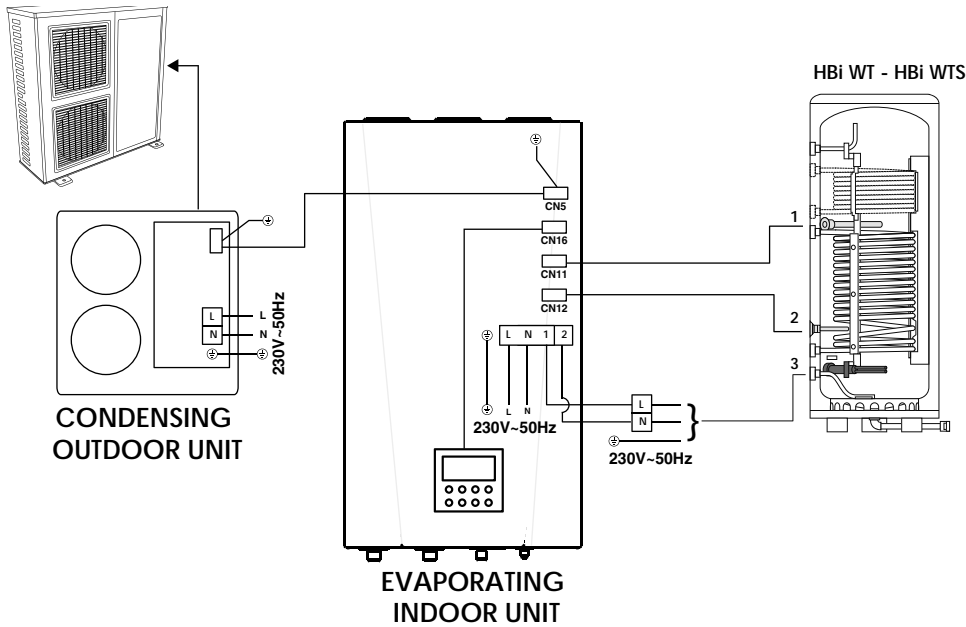 HBi WT - HBi WTS
CN5
CN16
CN11
CN12
1
2
3
L N 1 2
L N
230V~50Hz
L
N
230V~50Hz
L L
N N
230V~50Hz
CONDENSING
OUTDOOR UNIT
EVAPORATING
INDOOR UNIT